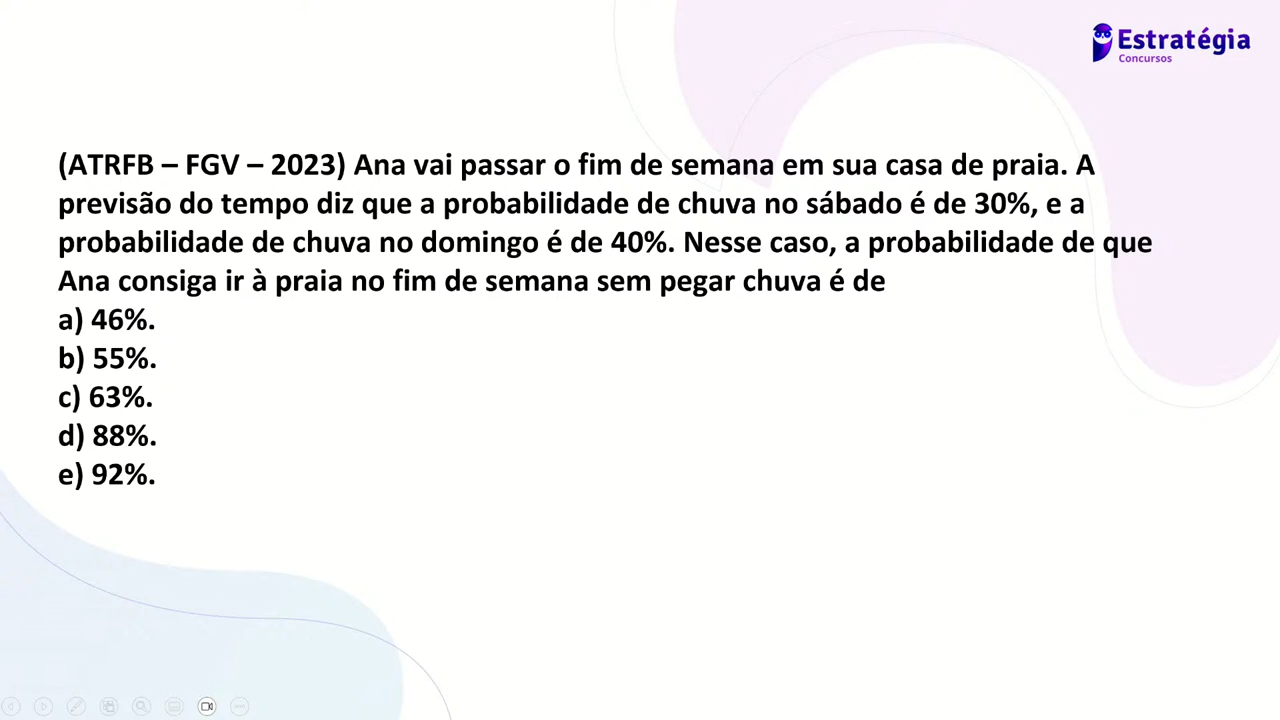 Estratégia
Concursos
(ATRFB – FGV – 2023) Ana vai passar o fim de semana em sua casa de praia. A
previsão do tempo diz que a probabilidade de chuva no sábado é de 30%, e a
probabilidade de chuva no domingo é de 40%. Nesse caso, a probabilidade de que
Ana consiga ir à praia no fim de semana sem pegar chuva é de
a) 46%.
b) 55%.
c) 63%.
d) 88%.
e) 92%.